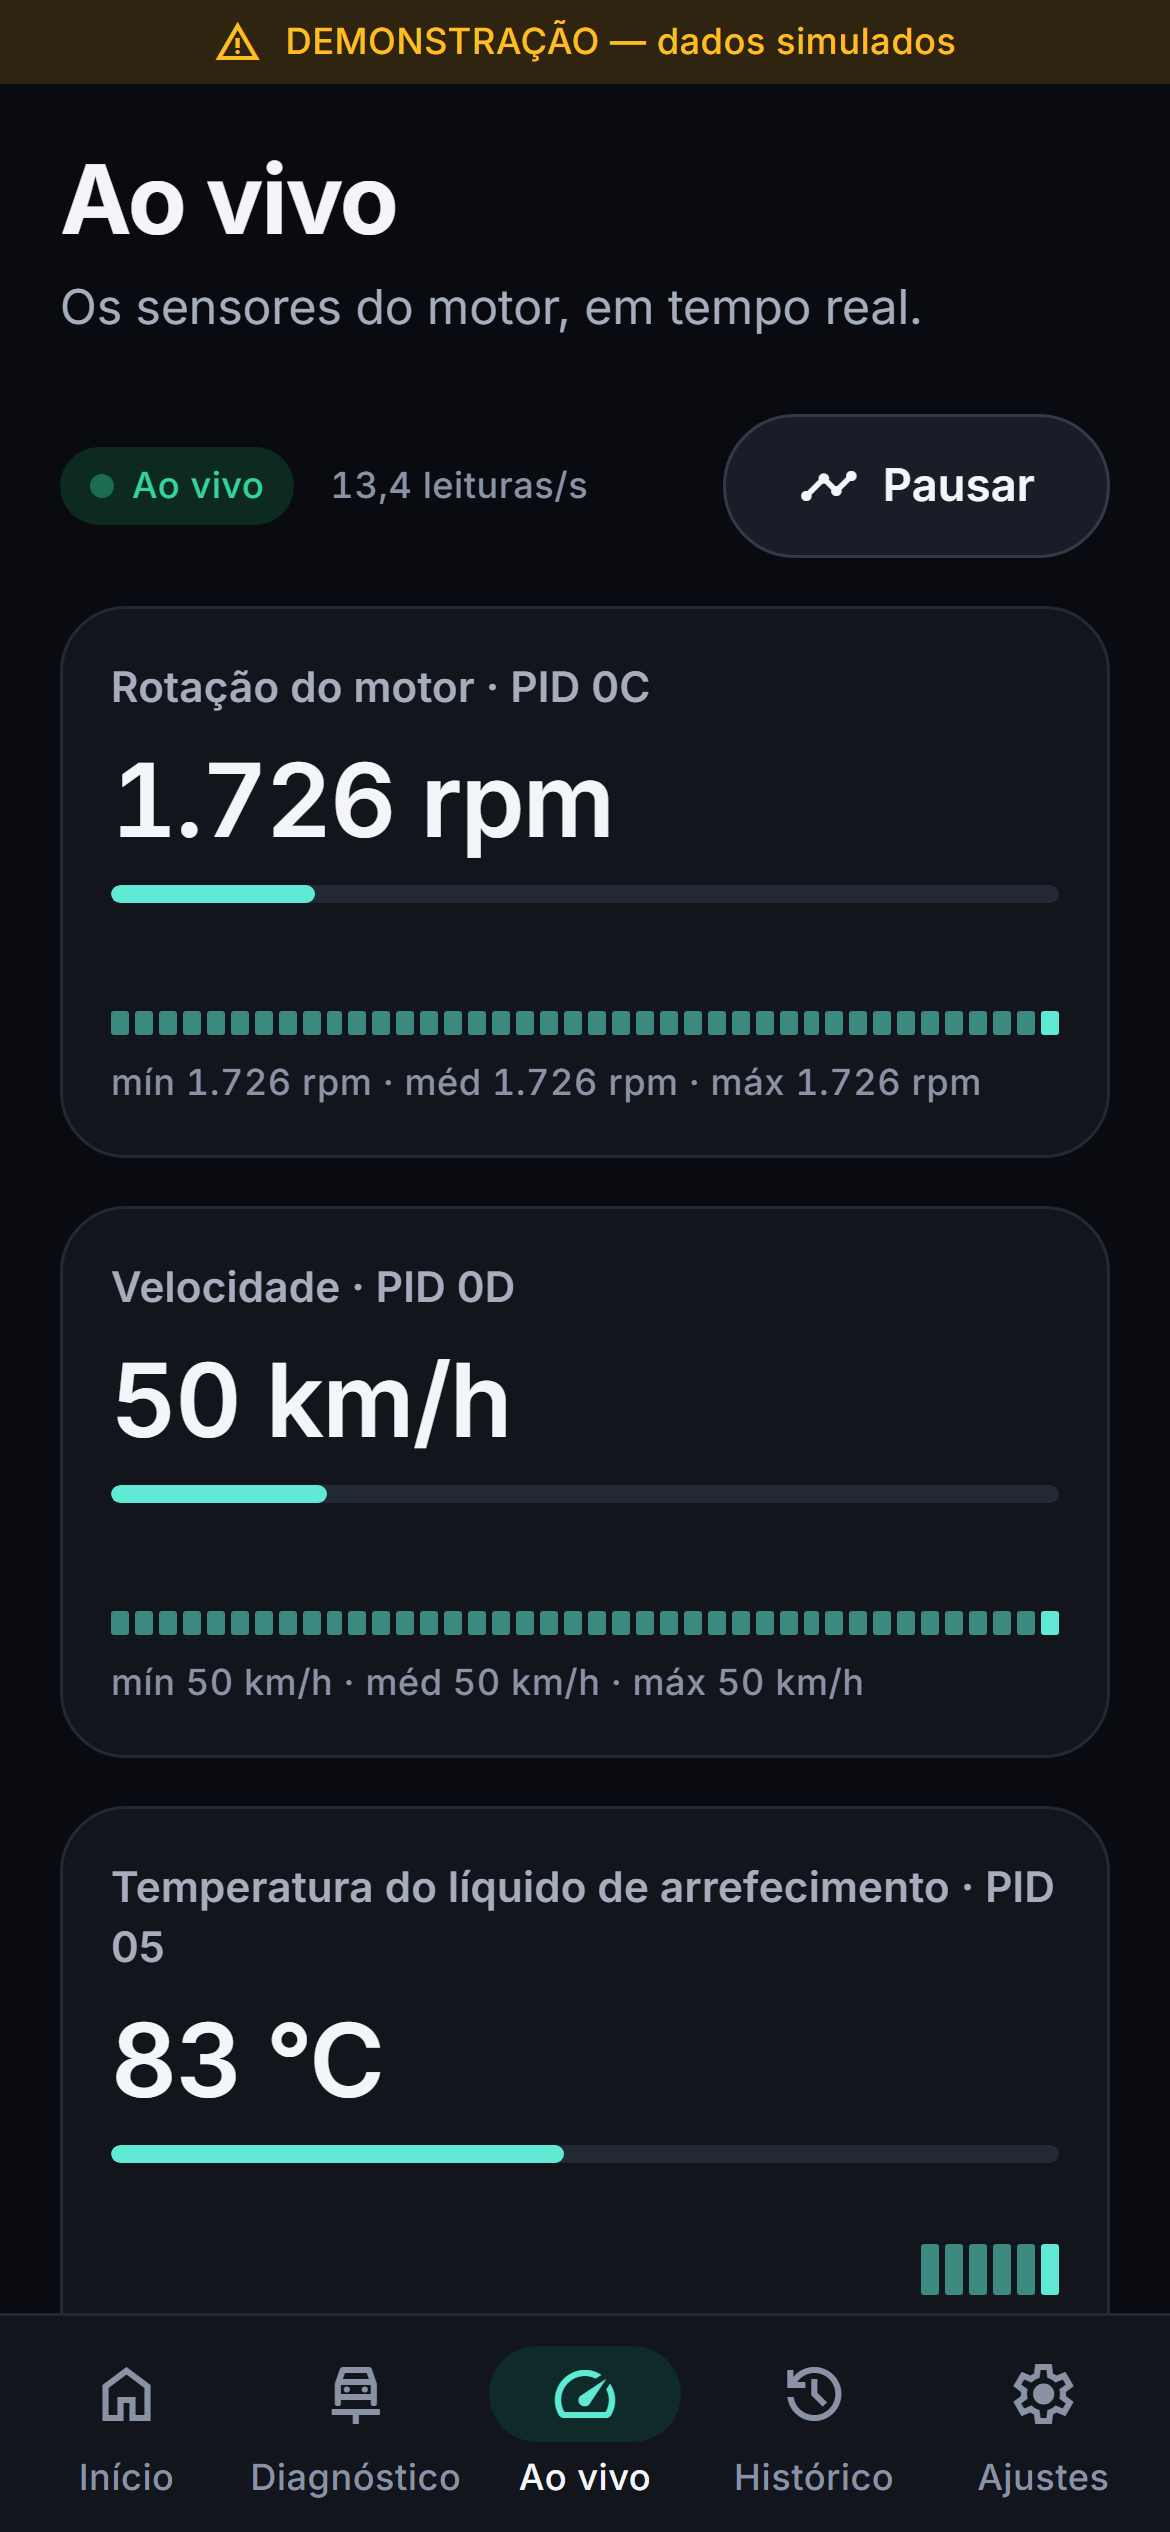 DEMONSTRAÇÃO — dados simulados
Ao vivo
Os sensores do motor, em tempo real.
Ao vivo
13,4 leituras/s
Pausar
Rotação do motor · PID 0C
1.726 rpm
mín 1.726 rpm · méd 1.726 rpm · máx 1.726 rpm
Velocidade · PID 0D
50 km/h
mín 50 km/h · méd 50 km/h · máx 50 km/h
Temperatura do líquido de arrefecimento · PID
05
83 °C
Início
Diagnóstico
Ao vivo
Histórico
Ajustes